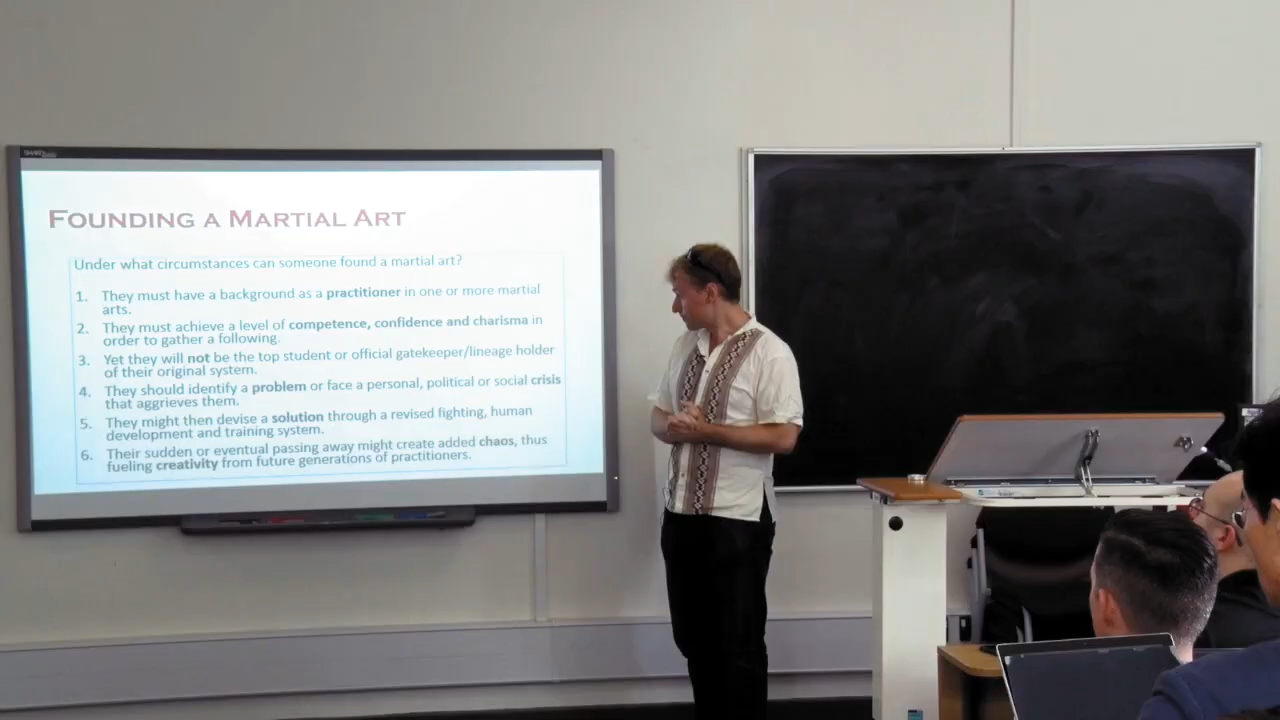 FOUNDING A MARTIAL ART
Under what circumstances can someone found a martial art?
1. They must have a background as a practitioner in one or more martial
arts.
2. They must achieve a level of competence, confidence and charisma in
order to gather a following.
3. Yet they will not be the top student or official gatekeeper/lineage holder
of their original system.
4. They should identify a problem or face a personal, political or social crisis
that aggrieves them.
5. They might then devise a solution through a revised fighting, human
development and training system.
6. Their sudden or eventual passing away might create added chaos, thus
fueling creativity from future generations of practitioners.